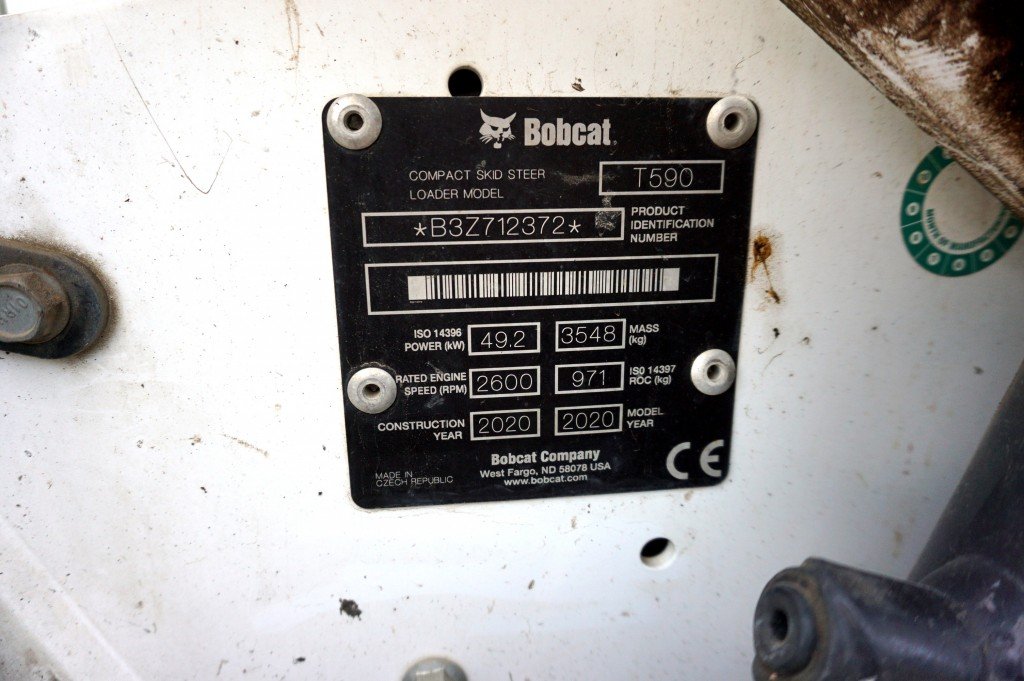 Bobcat
COMPACT SKID STEER
LOADER MODEL
T590
*B3Z712372*
PRODUCT
IDENTIFICATION
NUMBER
ISO 14396
POWER (kW)
49.2
3548
MASS
(kg)
RATED ENGINE
SPEED (RPM)
2600
971
ISO 14397
ROC (kg)
CONSTRUCTION
YEAR
2020
2020
MODEL
YEAR
Bobcat Company
West Fargo, ND 58078 USA
www.bobcat.com
MADE IN
CZECH REPUBLIC
CE